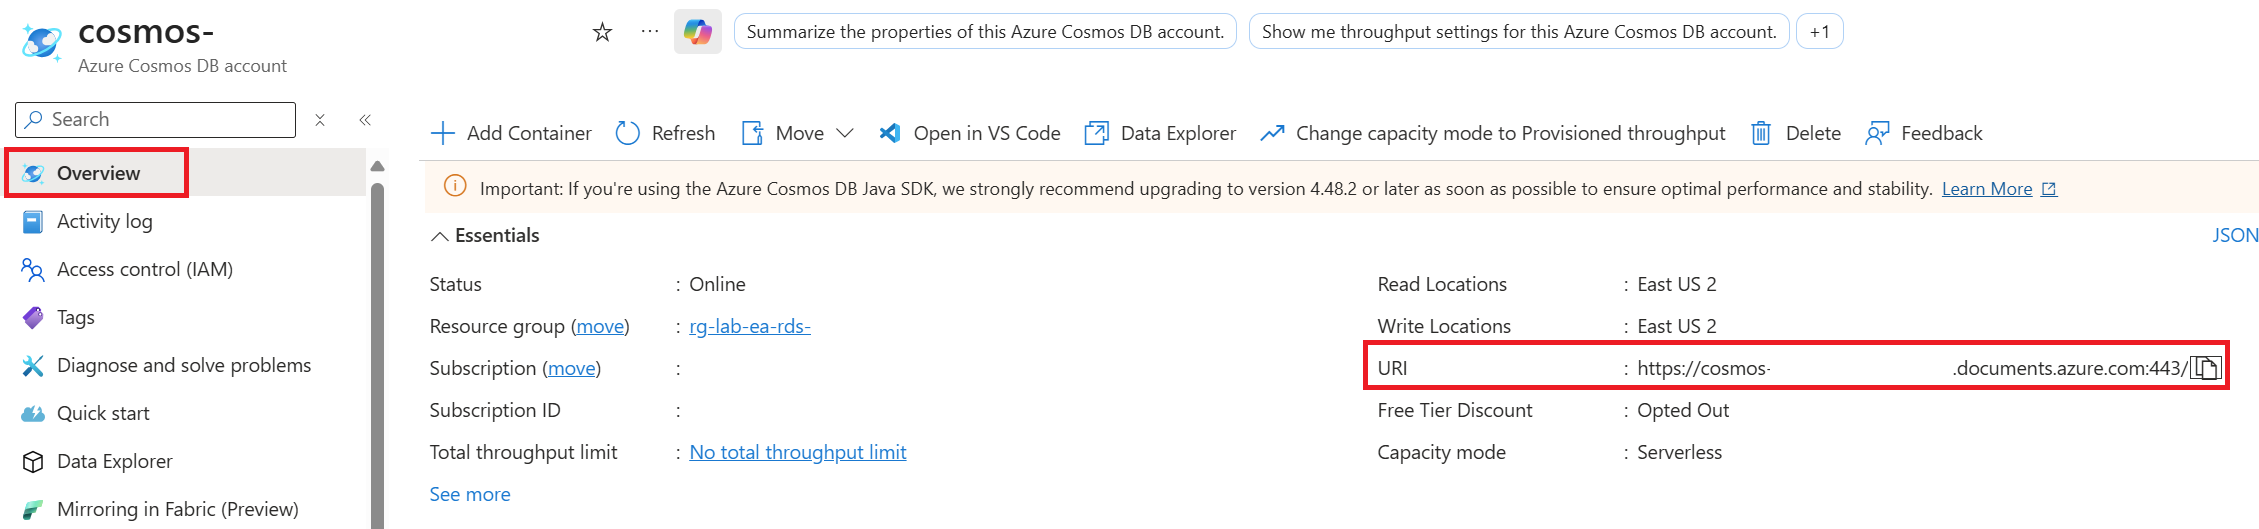 cosmos-
Azure Cosmos DB account
Summarize the properties of this Azure Cosmos DB account.
Show me throughput settings for this Azure Cosmos DB account.
+1
Search
Overview
Activity log
Access control (IAM)
Tags
Diagnose and solve problems
Quick start
Data Explorer
Mirroring in Fabric (Preview)
Add Container
Refresh
Move
Open in VS Code
Data Explorer
Change capacity mode to Provisioned throughput
Delete
Feedback
Important: If you're using the Azure Cosmos DB Java SDK, we strongly recommend upgrading to version 4.48.2 or later as soon as possible to ensure optimal performance and stability. Learn More
Essentials
JSON
Status : Online
Resource group (move) : rg-lab-ea-rds-
Subscription (move) :
Subscription ID :
Total throughput limit : No total throughput limit
See more
Read Locations : East US 2
Write Locations : East US 2
URI : https://cosmos- .documents.azure.com:443/
Free Tier Discount : Opted Out
Capacity mode : Serverless